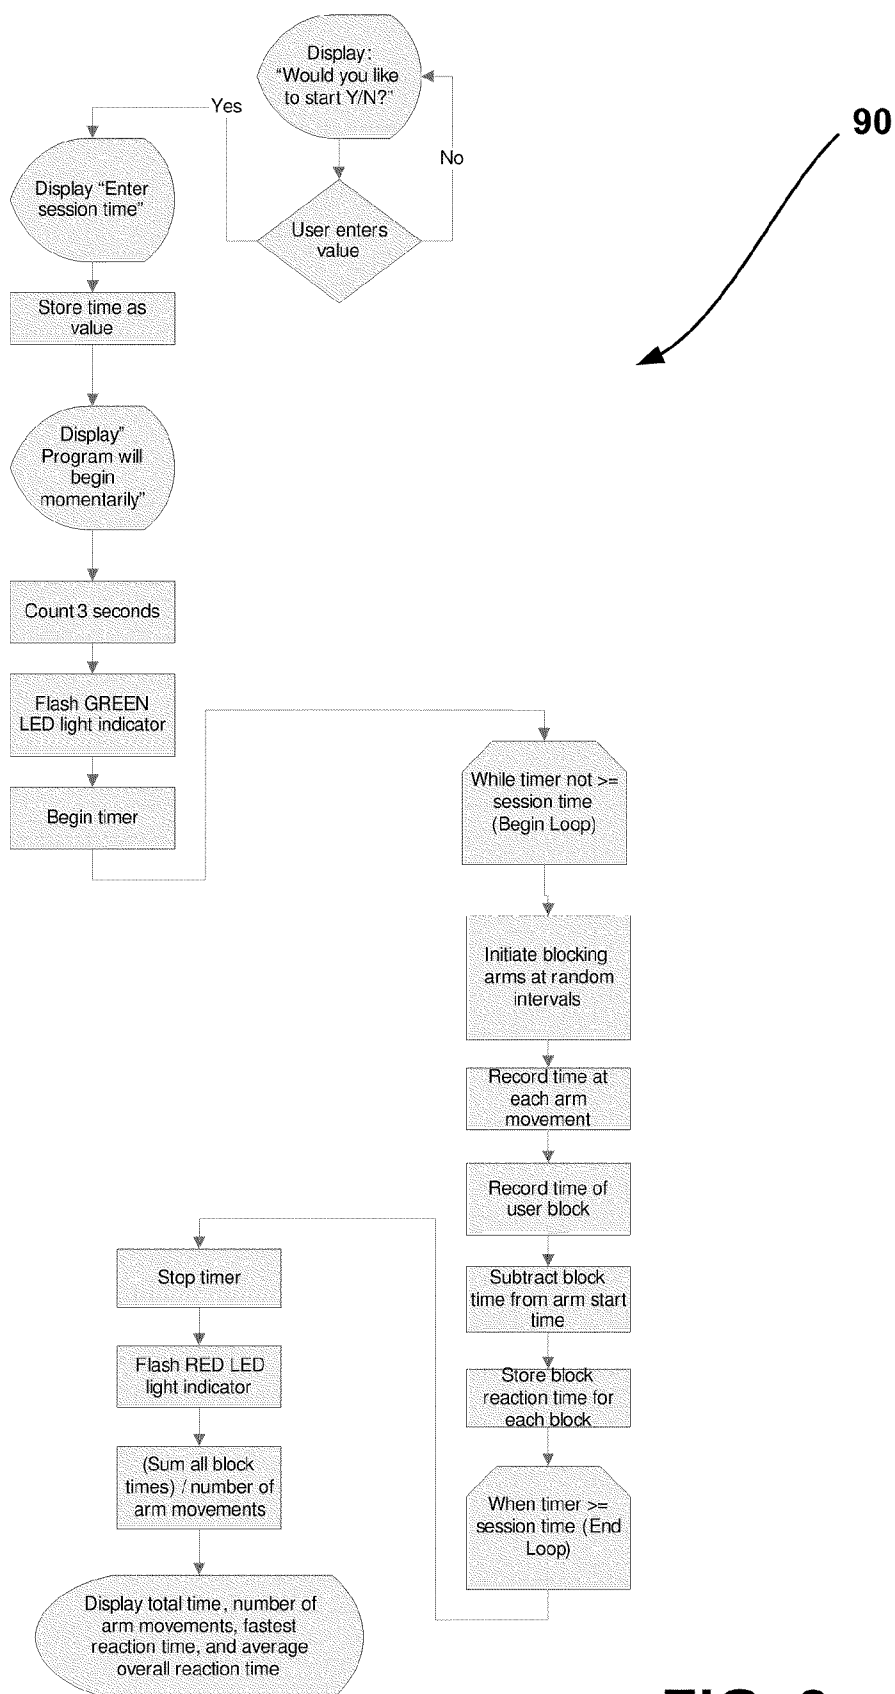 Display:
“Would you like
to start Y/N?”
Yes
No
90
User enters
value
Display “Enter
session time”
Store time as
value
Display”
Program will
begin
momentarily”
Count 3 seconds
Flash GREEN
LED light indicator
Begin timer
While timer not >=
session time
(Begin Loop)
Initiate blocking
arms at random
intervals
Record time at
each arm
movement
Record time of
user block
Subtract block
time from arm start
time
Store block
reaction time for
each block
When timer >=
session time (End
Loop)
Stop timer
Flash RED LED
light indicator
(Sum all block
times) / number of
arm movements
Display total time, number of
arm movements, fastest
reaction time, and average
overall reaction time